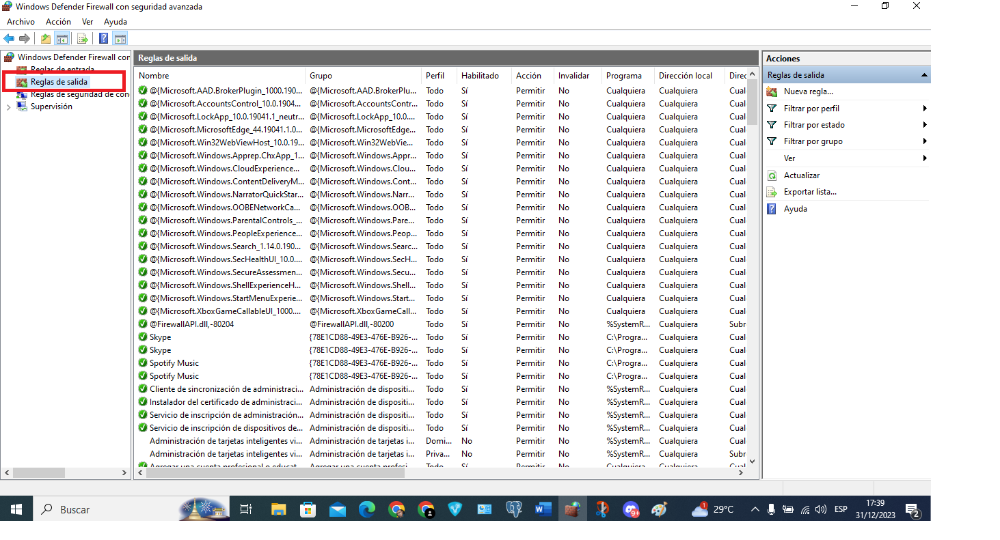 Windows Defender Firewall con seguridad avanzada
Archivo Acción Ver Ayuda
Windows Defender Firewall con
Reglas de entrada
Reglas de salida
Reglas de seguridad de con
Supervisión
Reglas de salida
Nombre Grupo Perfil Habilitado Acción Invalidar Programa Dirección local Direc
@{Microsoft.AAD.BrokerPlugin_1000.190... @{Microsoft.AAD.BrokerPlu... Todo Sí Permitir No Cualquiera Cualquiera Cual
@{Microsoft.AccountsControl_10.0.1904... @{Microsoft.AccountsContr... Todo Sí Permitir No Cualquiera Cualquiera Cual
@{Microsoft.LockApp_10.0.19041.1_neutr... @{Microsoft.LockApp_10.0.... Todo Sí Permitir No Cualquiera Cualquiera Cual
@{Microsoft.MicrosoftEdge_44.19041.1.0... @{Microsoft.MicrosoftEdge... Todo Sí Permitir No Cualquiera Cualquiera Cual
@{Microsoft.Win32WebViewHost_10.0.19... @{Microsoft.Win32WebVie... Todo Sí Permitir No Cualquiera Cualquiera Cual
@{Microsoft.Windows.Apprep.ChxApp_1... @{Microsoft.Windows.Appr... Todo Sí Permitir No Cualquiera Cualquiera Cual
@{Microsoft.Windows.CloudExperience... @{Microsoft.Windows.Clou... Todo Sí Permitir No Cualquiera Cualquiera Cual
@{Microsoft.Windows.ContentDeliveryM... @{Microsoft.Windows.Cont... Todo Sí Permitir No Cualquiera Cualquiera Cual
@{Microsoft.Windows.NarratorQuickStar... @{Microsoft.Windows.Narr... Todo Sí Permitir No Cualquiera Cualquiera Cual
@{Microsoft.Windows.OOBENetworkCa... @{Microsoft.Windows.OOB... Todo Sí Permitir No Cualquiera Cualquiera Cual
@{Microsoft.Windows.ParentalControls_... @{Microsoft.Windows.Pare... Todo Sí Permitir No Cualquiera Cualquiera Cual
@{Microsoft.Windows.PeopleExperience... @{Microsoft.Windows.Peop... Todo Sí Permitir No Cualquiera Cualquiera Cual
@{Microsoft.Windows.Search_1.14.0.190... @{Microsoft.Windows.Searc... Todo Sí Permitir No Cualquiera Cualquiera Cual
@{Microsoft.Windows.SecHealthUI_10.0.... @{Microsoft.Windows.SecH... Todo Sí Permitir No Cualquiera Cualquiera Cual
@{Microsoft.Windows.SecureAssessmen... @{Microsoft.Windows.Secu... Todo Sí Permitir No Cualquiera Cualquiera Cual
@{Microsoft.Windows.ShellExperienceH... @{Microsoft.Windows.Shell... Todo Sí Permitir No Cualquiera Cualquiera Cual
@{Microsoft.Windows.StartMenuExperie... @{Microsoft.Windows.Start... Todo Sí Permitir No Cualquiera Cualquiera Cual
@{Microsoft.XboxGameCallableUI_1000.... @{Microsoft.XboxGameCall... Todo Sí Permitir No Cualquiera Cualquiera Cual
@FirewallAPI.dll,-80204 @FirewallAPI.dll,-80200 Todo Sí Permitir No %SystemR... Cualquiera Subr
Skype {78E1CD88-49E3-476E-B926-... Todo Sí Permitir No C:\Progra... Cualquiera Cual
Skype {78E1CD88-49E3-476E-B926-... Todo Sí Permitir No C:\Progra... Cualquiera Cual
Spotify Music {78E1CD88-49E3-476E-B926-... Todo Sí Permitir No C:\Progra... Cualquiera Cual
Spotify Music {78E1CD88-49E3-476E-B926-... Todo Sí Permitir No C:\Progra... Cualquiera Cual
Cliente de sincronización de administraci... Administración de dispositi... Todo Sí Permitir No %SystemR... Cualquiera Cual
Instalador del certificado de administraci... Administración de dispositi... Todo Sí Permitir No %SystemR... Cualquiera Cual
Servicio de inscripción de administración... Administración de dispositi... Todo Sí Permitir No %SystemR... Cualquiera Cual
Servicio de inscripción de dispositivos de... Administración de dispositi... Todo Sí Permitir No %SystemR... Cualquiera Cual
Administración de tarjetas inteligentes vi... Administración de tarjetas i... Domi... No Permitir No %SystemR... Cualquiera Cual
Administración de tarjetas inteligentes vi... Administración de tarjetas i... Priva... No Permitir No %SystemR... Cualquiera Subr
Agregar una cuenta profesional o educat... Agregar una cuenta profesi... Todo Sí Permitir No Cualquiera Cualquiera Cual
Acciones
Reglas de salida
Nueva regla...
Filtrar por perfil
Filtrar por estado
Filtrar por grupo
Ver
Actualizar
Exportar lista...
Ayuda
Buscar
9+
1
29°C
ESP
17:39
31/12/2023
2